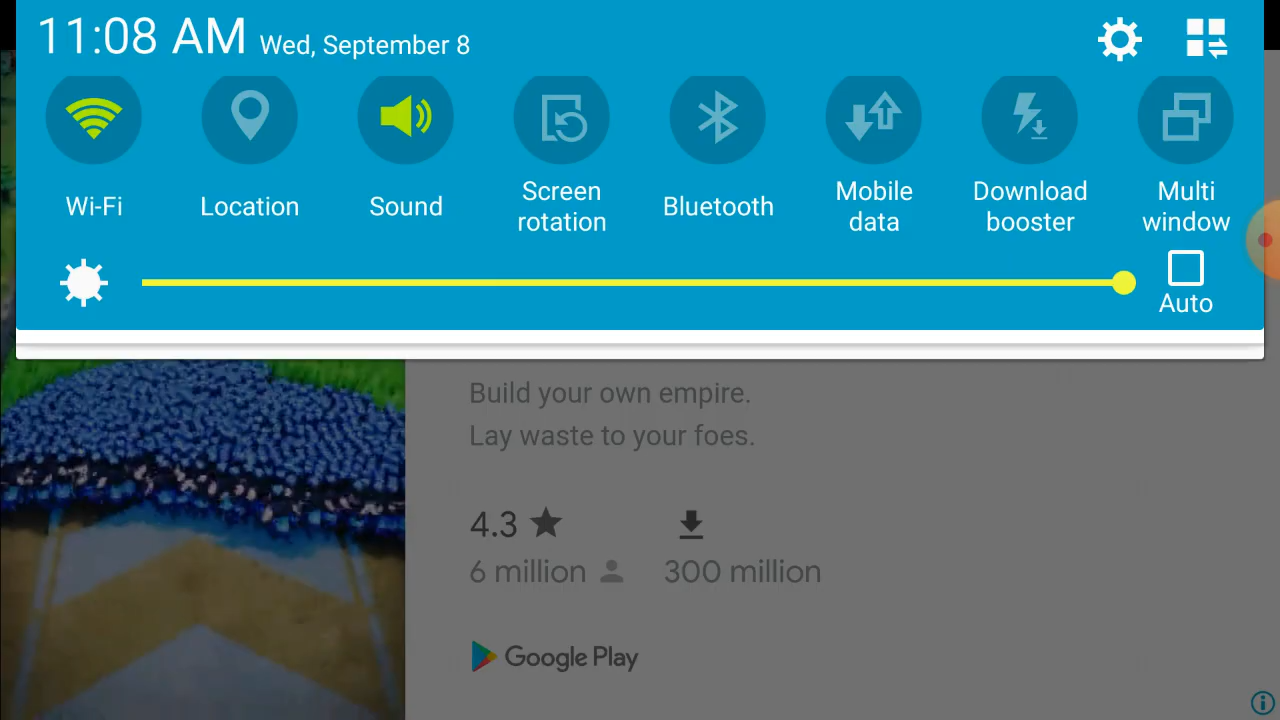 11:08 AM Wed, September 8
Wi-Fi
Location
Sound
Screen rotation
Bluetooth
Mobile data
Download booster
Multi window
Auto
Build your own empire.
Lay waste to your foes.
4.3
6 million
300 million
Google Play